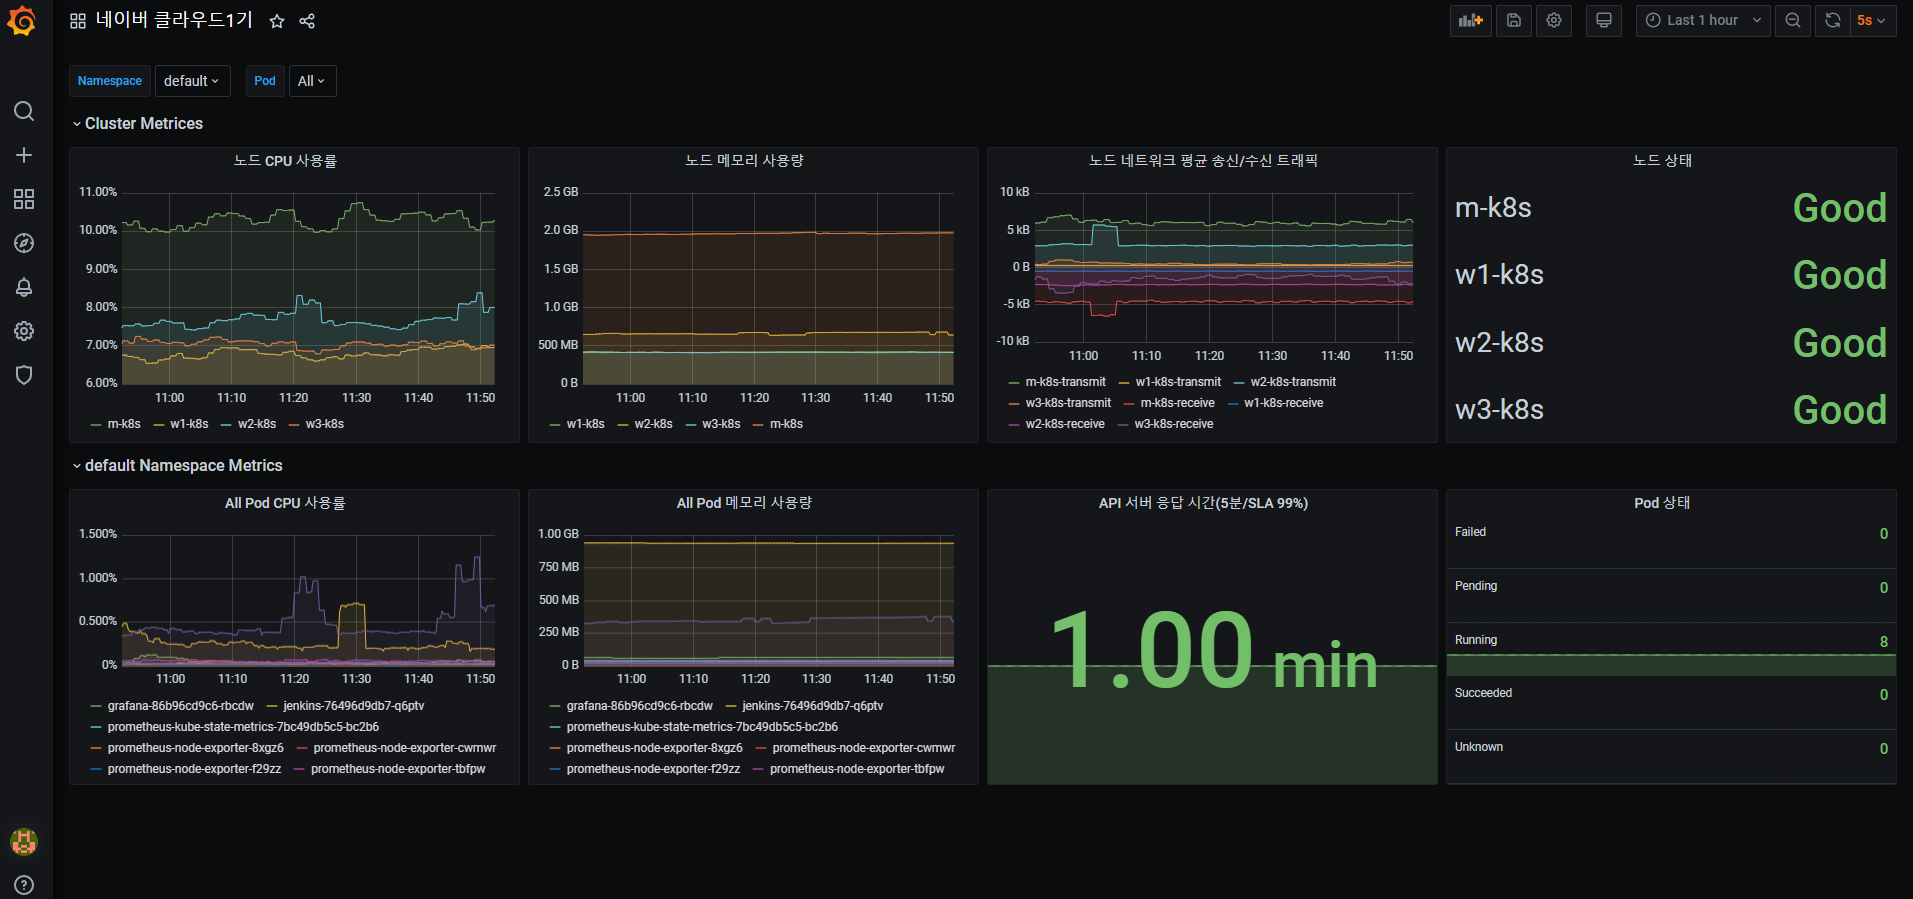 네이버 클라우드1기
Last 1 hour
5s
Namespace default Pod All
Cluster Metrices
노드 CPU 사용률
11.00%
10.00%
9.00%
8.00%
7.00%
6.00%
11:00 11:10 11:20 11:30 11:40 11:50
m-k8s w1-k8s w2-k8s w3-k8s
노드 메모리 사용량
2.5 GB
2.0 GB
1.5 GB
1.0 GB
500 MB
0 B
11:00 11:10 11:20 11:30 11:40 11:50
w1-k8s w2-k8s w3-k8s m-k8s
노드 네트워크 평균 송신/수신 트래픽
10 kB
5 kB
0 B
-5 kB
-10 kB
11:00 11:10 11:20 11:30 11:40 11:50
m-k8s-transmit w1-k8s-transmit w2-k8s-transmit
w3-k8s-transmit m-k8s-receive w1-k8s-receive
w2-k8s-receive w3-k8s-receive
노드 상태
m-k8s Good
w1-k8s Good
w2-k8s Good
w3-k8s Good
default Namespace Metrics
All Pod CPU 사용률
1.500%
1.000%
0.500%
0%
11:00 11:10 11:20 11:30 11:40 11:50
grafana-86b96cd9c6-rbcdw jenkins-76496d9db7-q6ptv
prometheus-kube-state-metrics-7bc49db5c5-bc2b6
prometheus-node-exporter-8xgz6 prometheus-node-exporter-cwmwr
prometheus-node-exporter-f29zz prometheus-node-exporter-tbfpw
All Pod 메모리 사용량
1.00 GB
750 MB
500 MB
250 MB
0 B
11:00 11:10 11:20 11:30 11:40 11:50
grafana-86b96cd9c6-rbcdw jenkins-76496d9db7-q6ptv
prometheus-kube-state-metrics-7bc49db5c5-bc2b6
prometheus-node-exporter-8xgz6 prometheus-node-exporter-cwmwr
prometheus-node-exporter-f29zz prometheus-node-exporter-tbfpw
API 서버 응답 시간(5분/SLA 99%)
1.00 min
Pod 상태
Failed 0
Pending 0
Running 8
Succeeded 0
Unknown 0